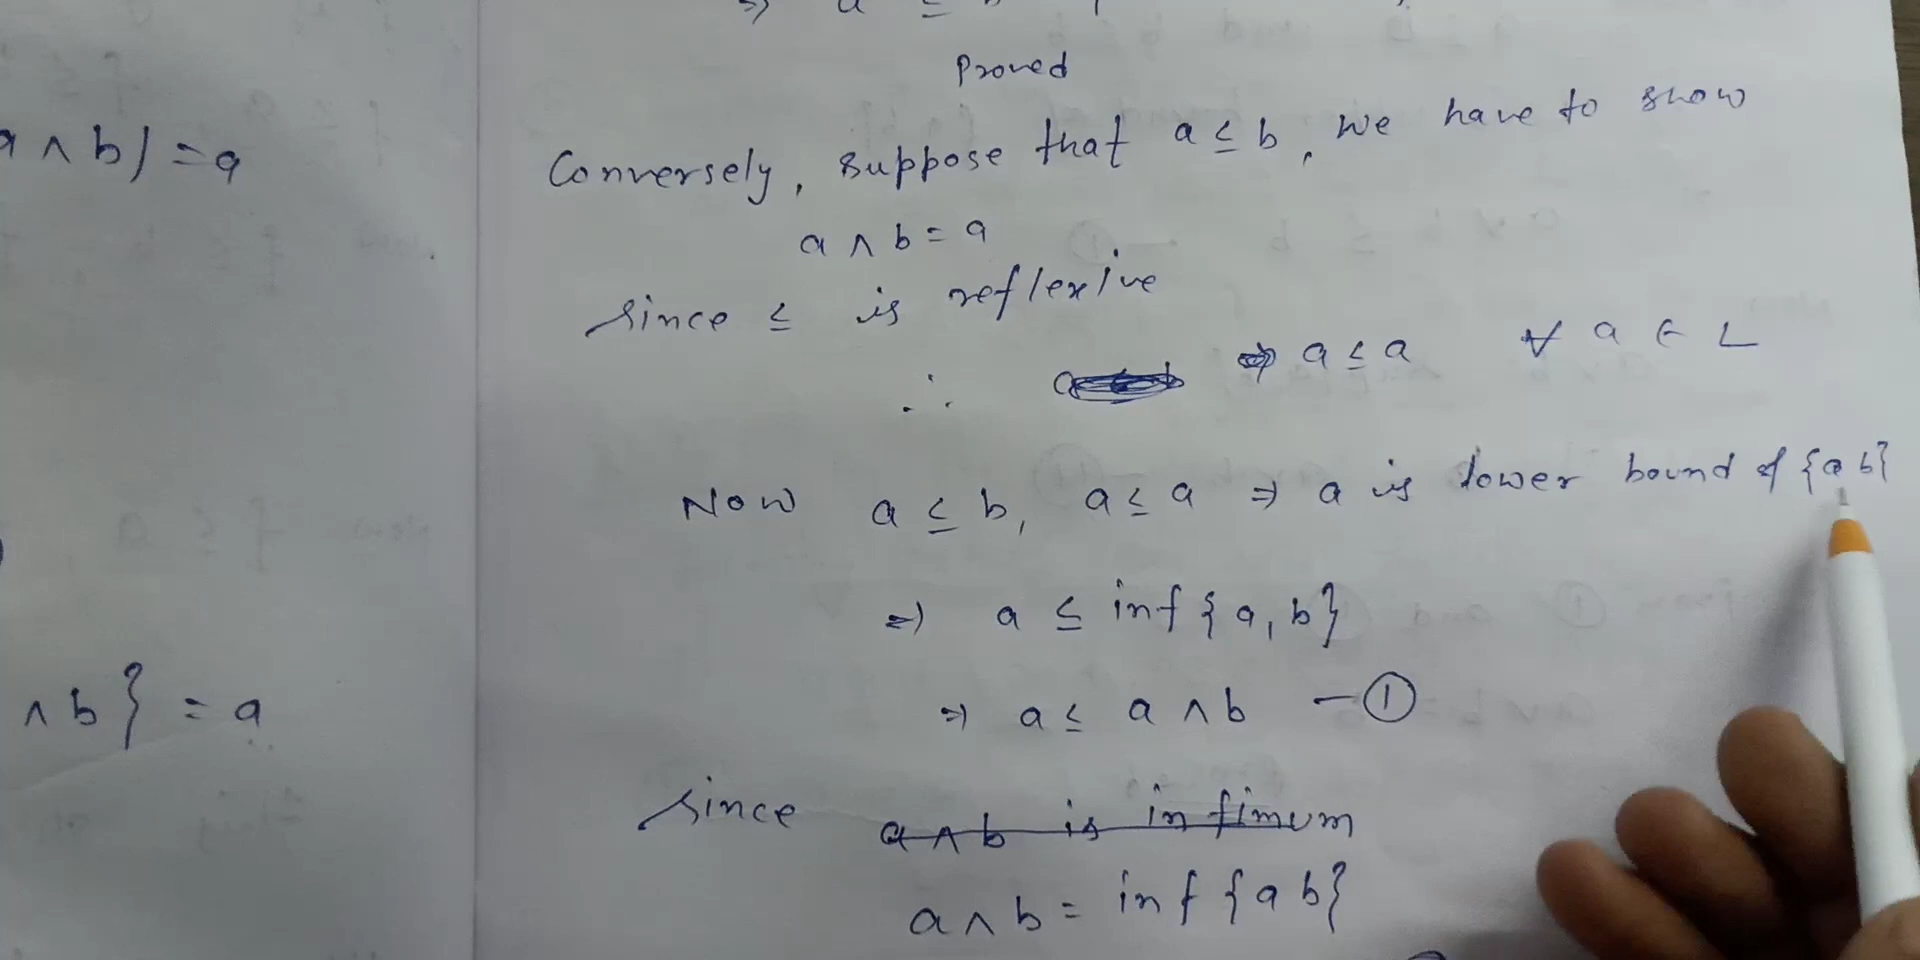 Proved
Conversely, suppose that a ≤ b, we have to show
a ∧ b = a
Since ≤ is reflexive
∴ ⇒ a ≤ a ∀ a ∈ L
Now a ≤ b, a ≤ a ⇒ a is lower bound of {a b}
⇒ a ≤ inf {a, b}
⇒ a ≤ a ∧ b — ①
Since a ∧ b is infimum
a ∧ b = inf {a b}
a ∧ b) = a
∧ b} = a